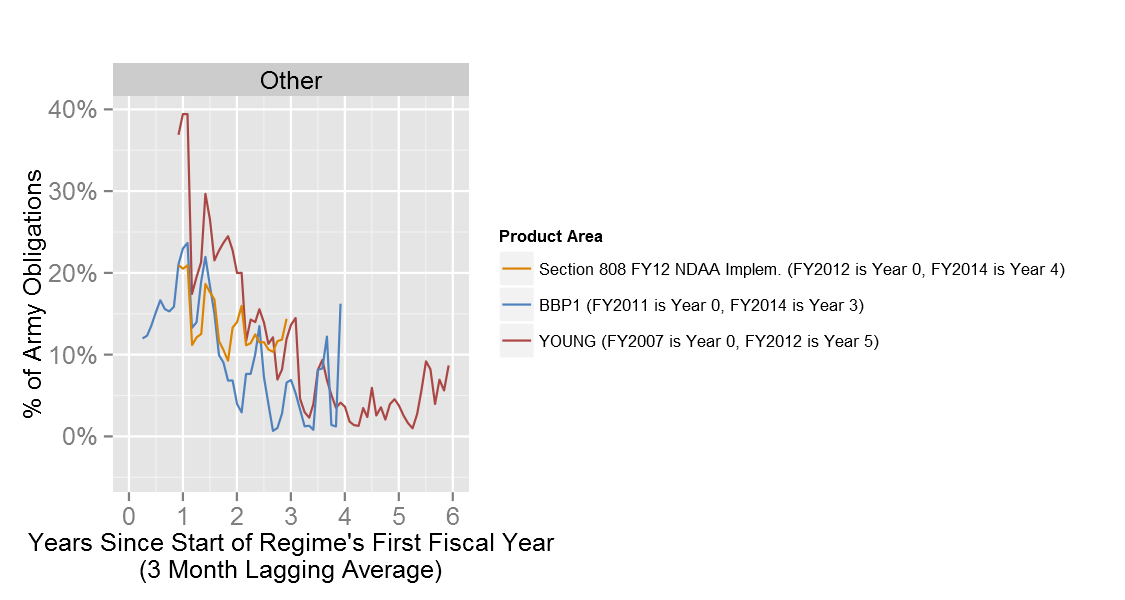 Other
40%
30%
20%
10%
0%
% of Army Obligations
0 1 2 3 4 5 6
Years Since Start of Regime's First Fiscal Year
(3 Month Lagging Average)
Product Area
Section 808 FY12 NDAA Implem. (FY2012 is Year 0, FY2014 is Year 4)
BBP1 (FY2011 is Year 0, FY2014 is Year 3)
YOUNG (FY2007 is Year 0, FY2012 is Year 5)